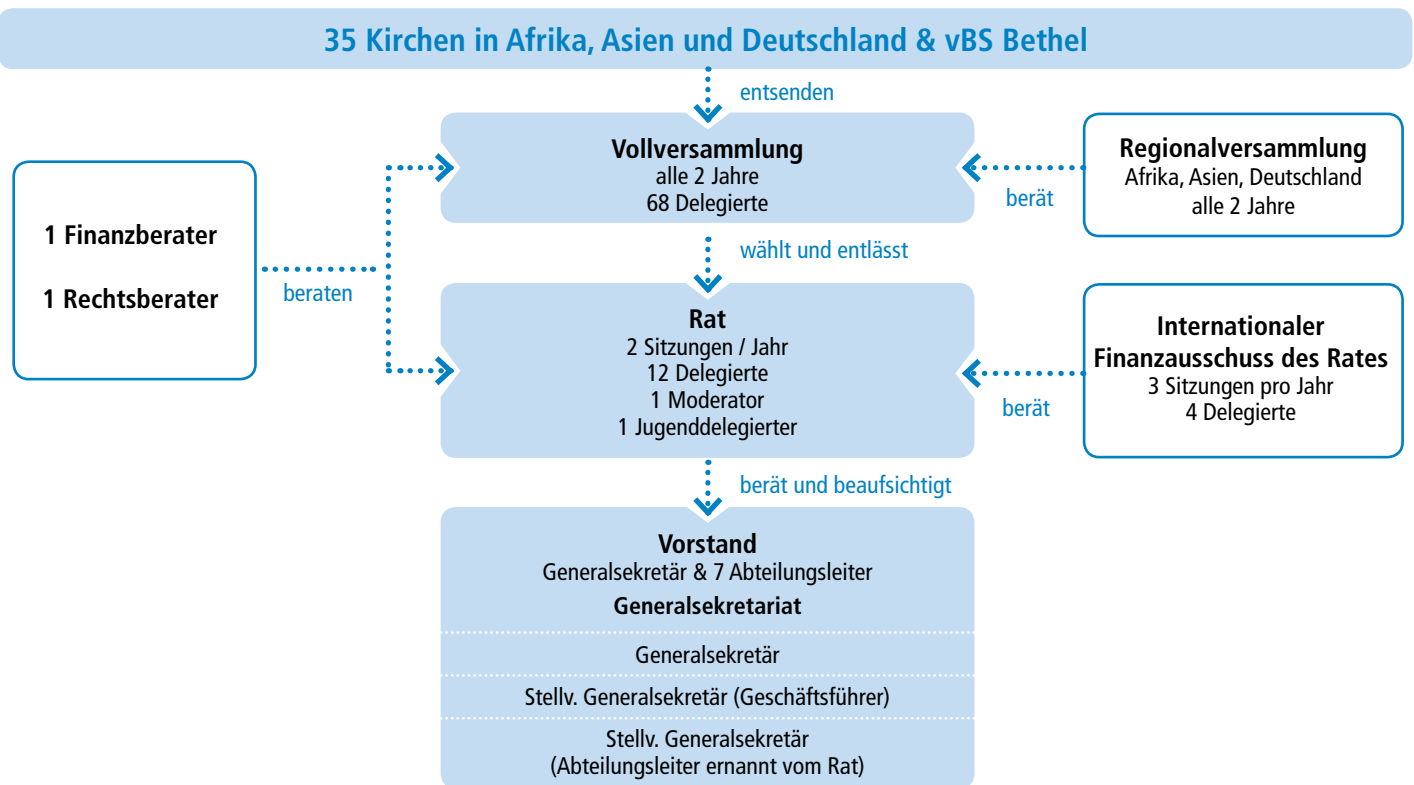 35 Kirchen in Afrika, Asien und Deutschland & vBS Bethel
entsenden
Vollversammlung
alle 2 Jahre
68 Delegierte
Regionalversammlung
Afrika, Asien, Deutschland
alle 2 Jahre
berät
1 Finanzberater
1 Rechtsberater
beraten
wählt und entlässt
Rat
2 Sitzungen / Jahr
12 Delegierte
1 Moderator
1 Jugenddelegierter
Internationaler
Finanzausschuss des Rates
3 Sitzungen pro Jahr
4 Delegierte
berät
berät und beaufsichtigt
Vorstand
Generalsekretär & 7 Abteilungsleiter
Generalsekretariat
Generalsekretär
Stellv. Generalsekretär (Geschäftsführer)
Stellv. Generalsekretär
(Abteilungsleiter ernannt vom Rat)